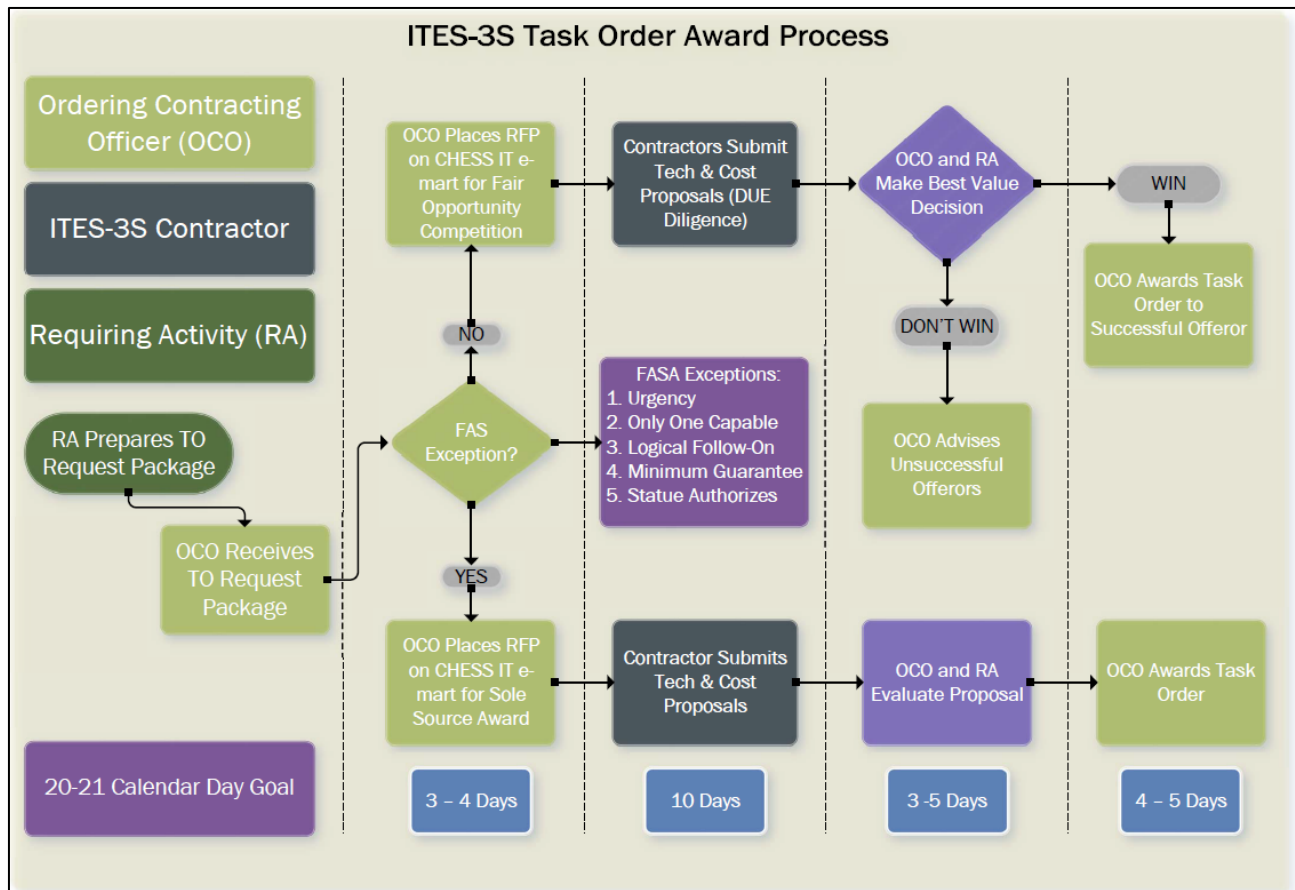 ITES-3S Task Order Award Process
Ordering Contracting
Officer (OCO)
ITES-3S Contractor
Requiring Activity (RA)
RA Prepares TO
Request Package
OCO Receives
TO Request
Package
20-21 Calendar Day Goal
OCO Places RFP
on CHESS IT e-
mart for Fair
Opportunity
Competition
NO
FAS
Exception?
YES
OCO Places RFP
on CHESS IT e-
mart for Sole
Source Award
3 – 4 Days
Contractors Submit
Tech & Cost
Proposals (DUE
Diligence)
FASA Exceptions:
1. Urgency
2. Only One Capable
3. Logical Follow-On
4. Minimum Guarantee
5. Statue Authorizes
Contractor Submits
Tech & Cost
Proposals
10 Days
OCO and RA
Make Best Value
Decision
DON'T WIN
OCO Advises
Unsuccessful
Offerors
OCO and RA
Evaluate Proposal
3 -5 Days
WIN
OCO Awards Task
Order to
Successful Offeror
OCO Awards Task
Order
4 – 5 Days